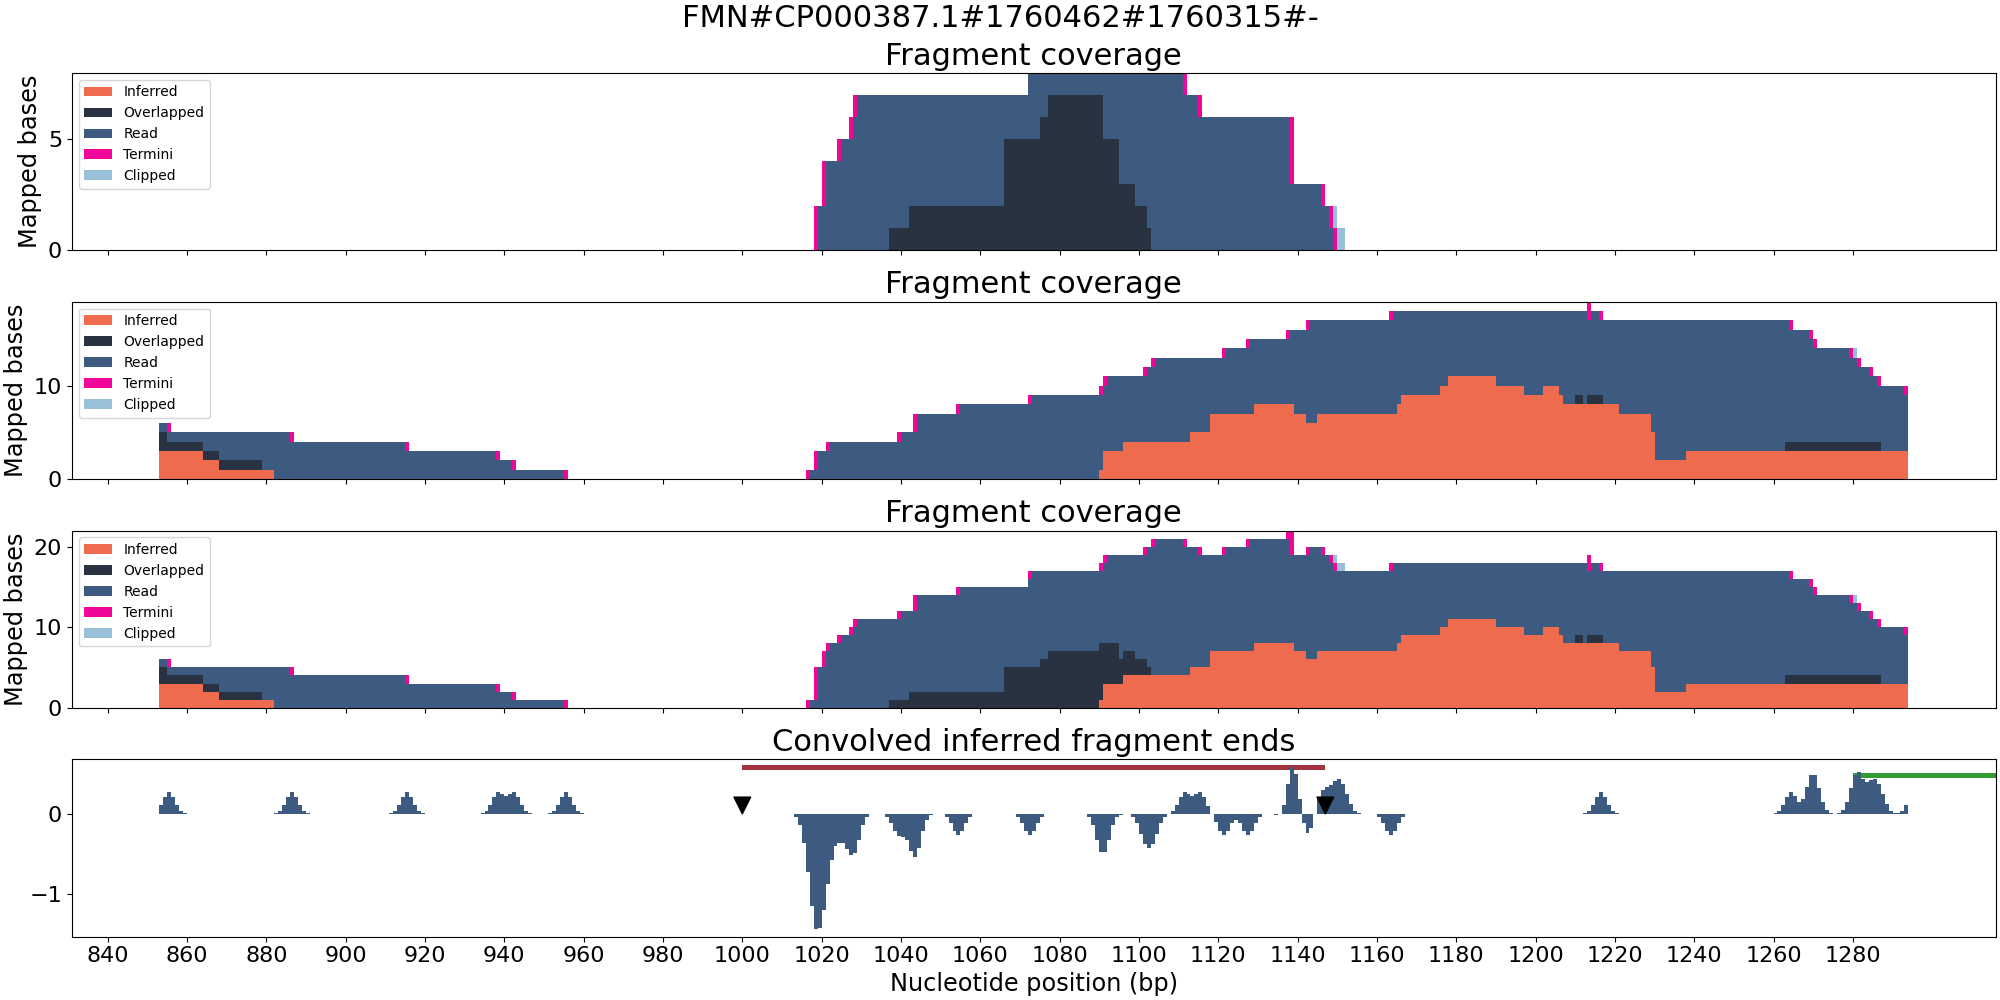 FMN#CP000387.1#1760462#1760315#-
Fragment coverage
Mapped bases
5
0
Inferred
Overlapped
Read
Termini
Clipped
Fragment coverage
Mapped bases
10
0
Inferred
Overlapped
Read
Termini
Clipped
Fragment coverage
Mapped bases
20
10
0
Inferred
Overlapped
Read
Termini
Clipped
Convolved inferred fragment ends
0
−1
840 860 880 900 920 940 960 980 1000 1020 1040 1060 1080 1100 1120 1140 1160 1180 1200 1220 1240 1260 1280
Nucleotide position (bp)